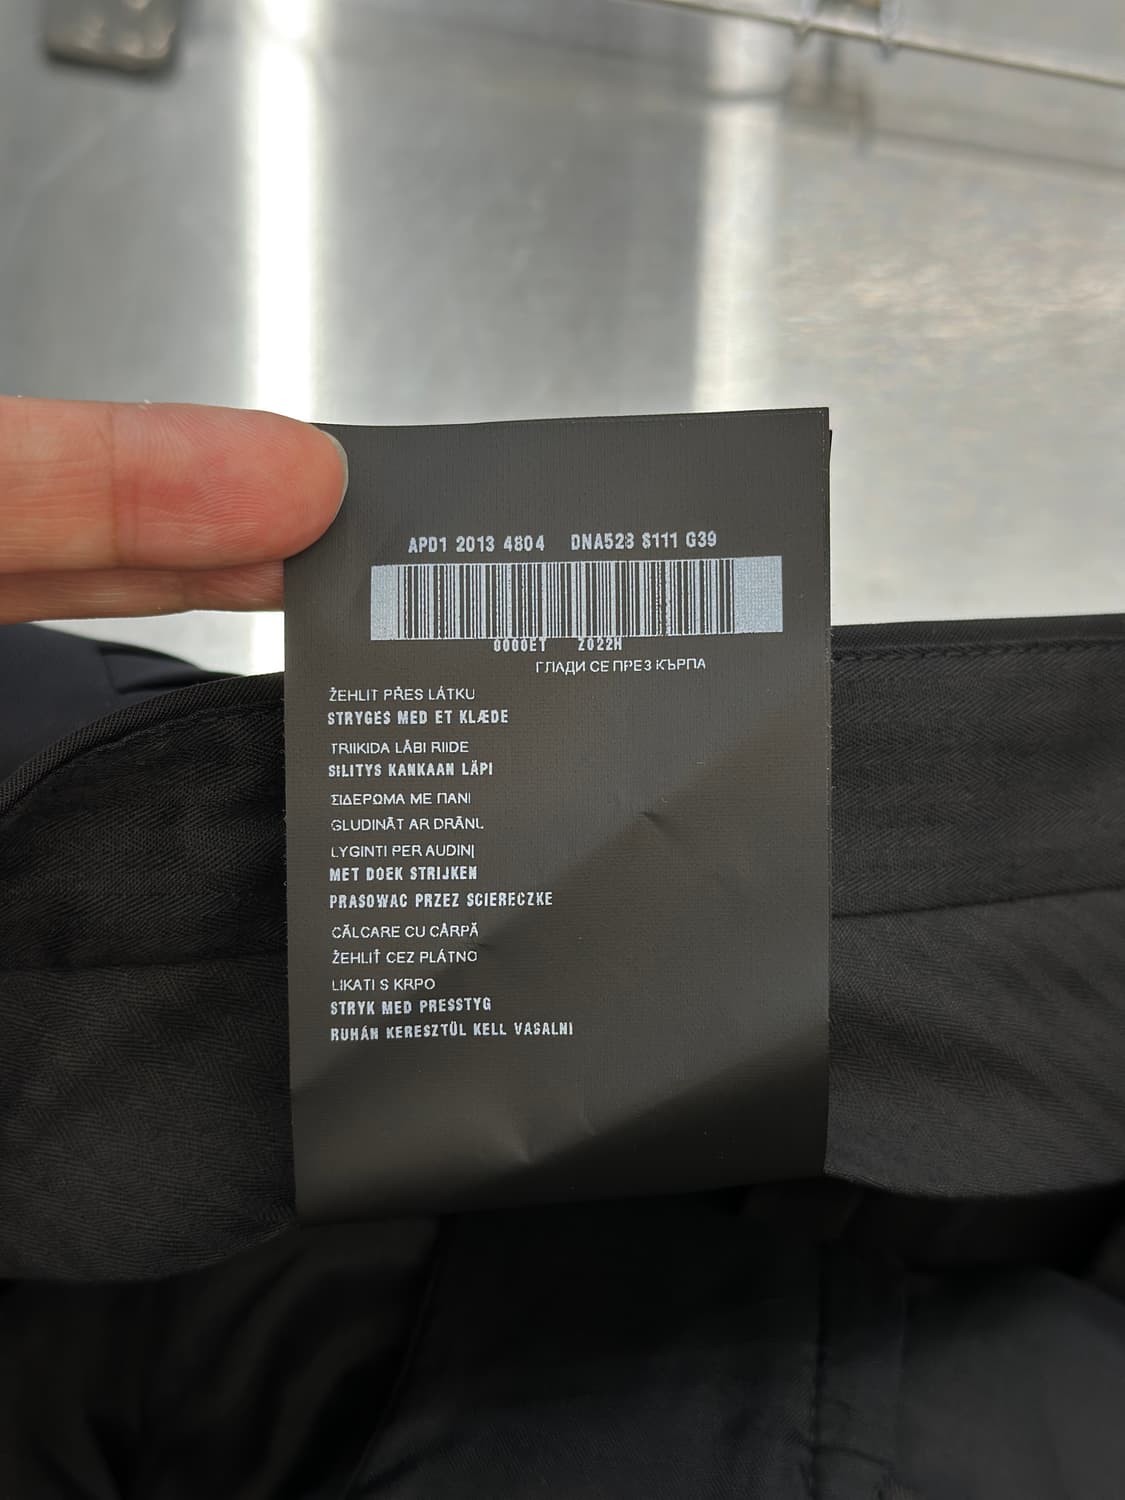 APD1 2013 4804 DNA528 S111 G39
0000ET Z022H
ГЛАДИ СЕ ПРЕЗ КЪРПА
ŽEHLIT PŘES LÁTKU
STRYGES MED ET KLÆDE
TRIIKIDA LÄBI RIIDE
SILITYS KANKAAN LÄPI
ΣΙΔΕΡΩΜΑ ΜΕ ΠΑΝΙ
GLUDINĀT AR DRĀNU
LYGINTI PER AUDINĮ
MET DOEK STRIJKEN
PRASOWAC PRZEZ SCIERECZKE
CĂLCARE CU CÂRPĂ
ŽEHLIŤ CEZ PLÁTNO
LIKATI S KRPO
STRYK MED PRESSTYG
RUHÁN KERESZTÜL KELL VASALNI